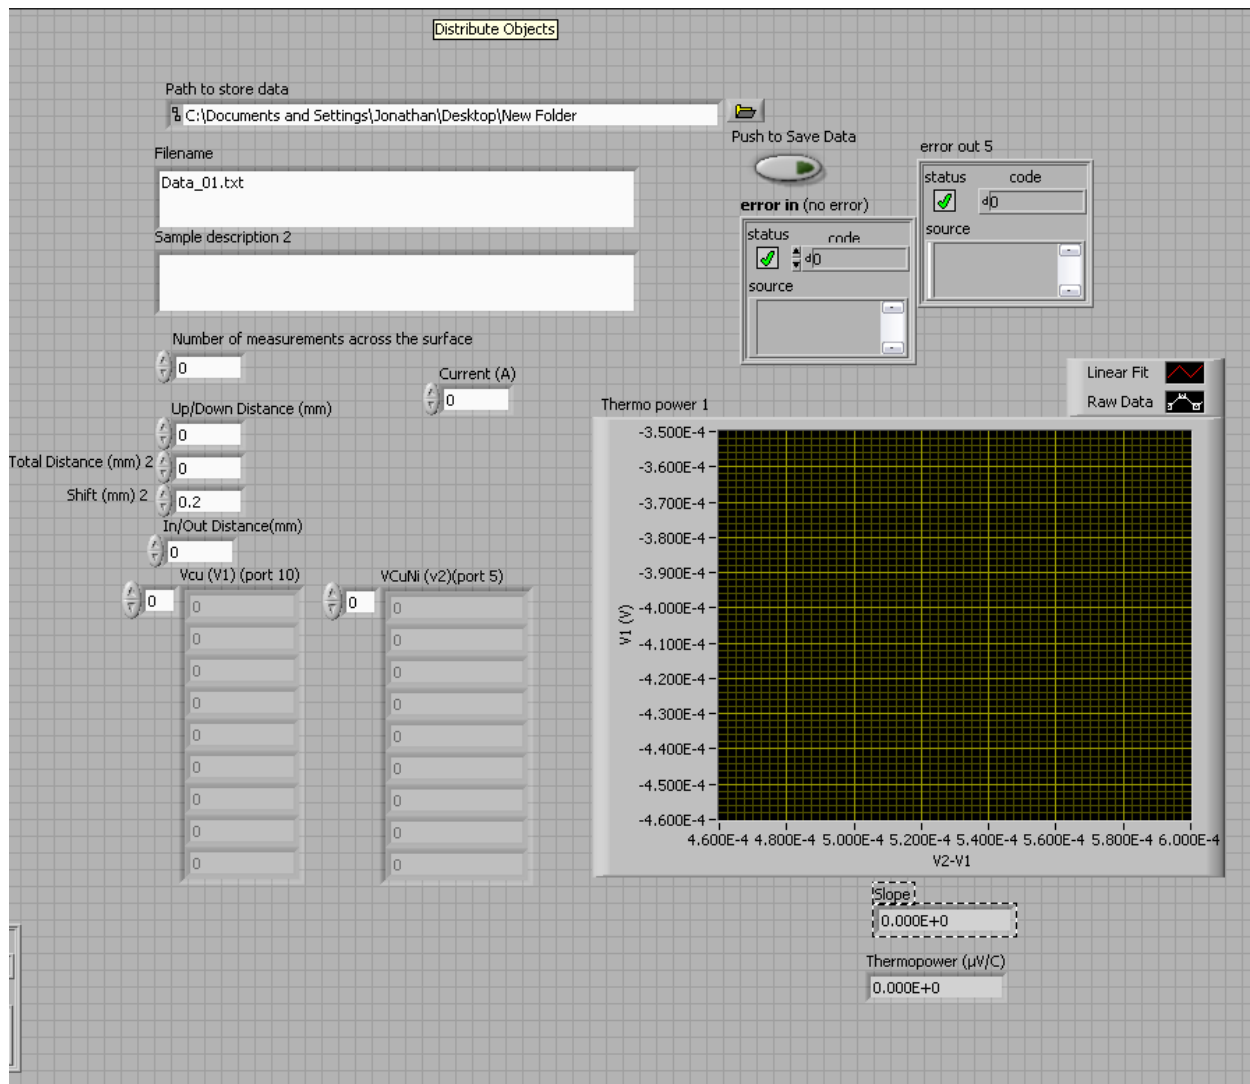 Distribute Objects
Path to store data
C:\Documents and Settings\Jonathan\Desktop\New Folder
Push to Save Data
Filename
Data_01.txt
error out 5
status code
d0
source
error in (no error)
status code
d0
source
Sample description 2
Number of measurements across the surface
0
Current (A)
0
Up/Down Distance (mm)
0
Total Distance (mm) 2
0
Shift (mm) 2
0.2
In/Out Distance(mm)
0
Vcu (V1) (port 10)
0
0
0
0
0
0
0
0
0
0
VCuNi (v2)(port 5)
0
0
0
0
0
0
0
0
0
0
Linear Fit
Raw Data
Thermo power 1
V1 (V)
-3.500E-4
-3.600E-4
-3.700E-4
-3.800E-4
-3.900E-4
-4.000E-4
-4.100E-4
-4.200E-4
-4.300E-4
-4.400E-4
-4.500E-4
-4.600E-4
4.600E-4 4.800E-4 5.000E-4 5.200E-4 5.400E-4 5.600E-4 5.800E-4 6.000E-4
V2-V1
Slope
0.000E+0
Thermopower (µV/C)
0.000E+0